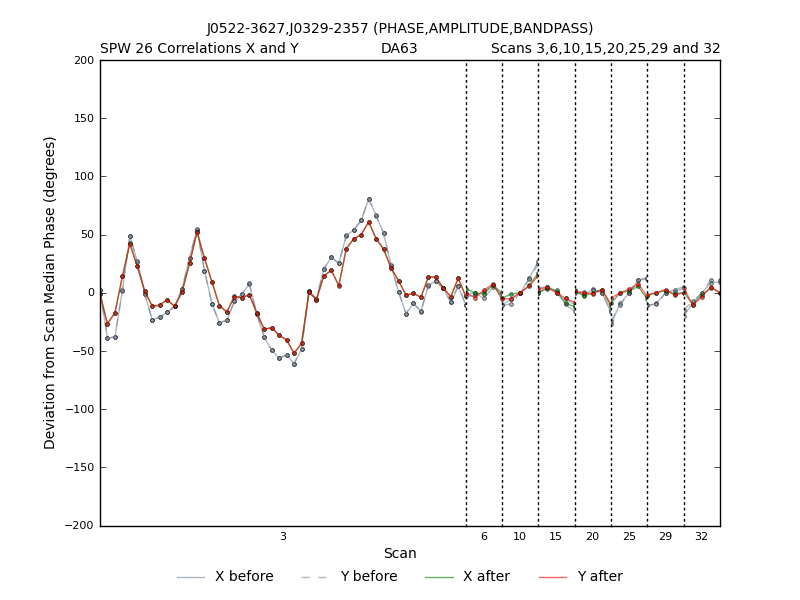 J0522-3627,J0329-2357 (PHASE,AMPLITUDE,BANDPASS)
SPW 26 Correlations X and Y DA63 Scans 3,6,10,15,20,25,29 and 32
200
150
100
50
0
−50
−100
−150
−200
Deviation from Scan Median Phase (degrees)
3 6 10 15 20 25 29 32
Scan
X before Y before X after Y after